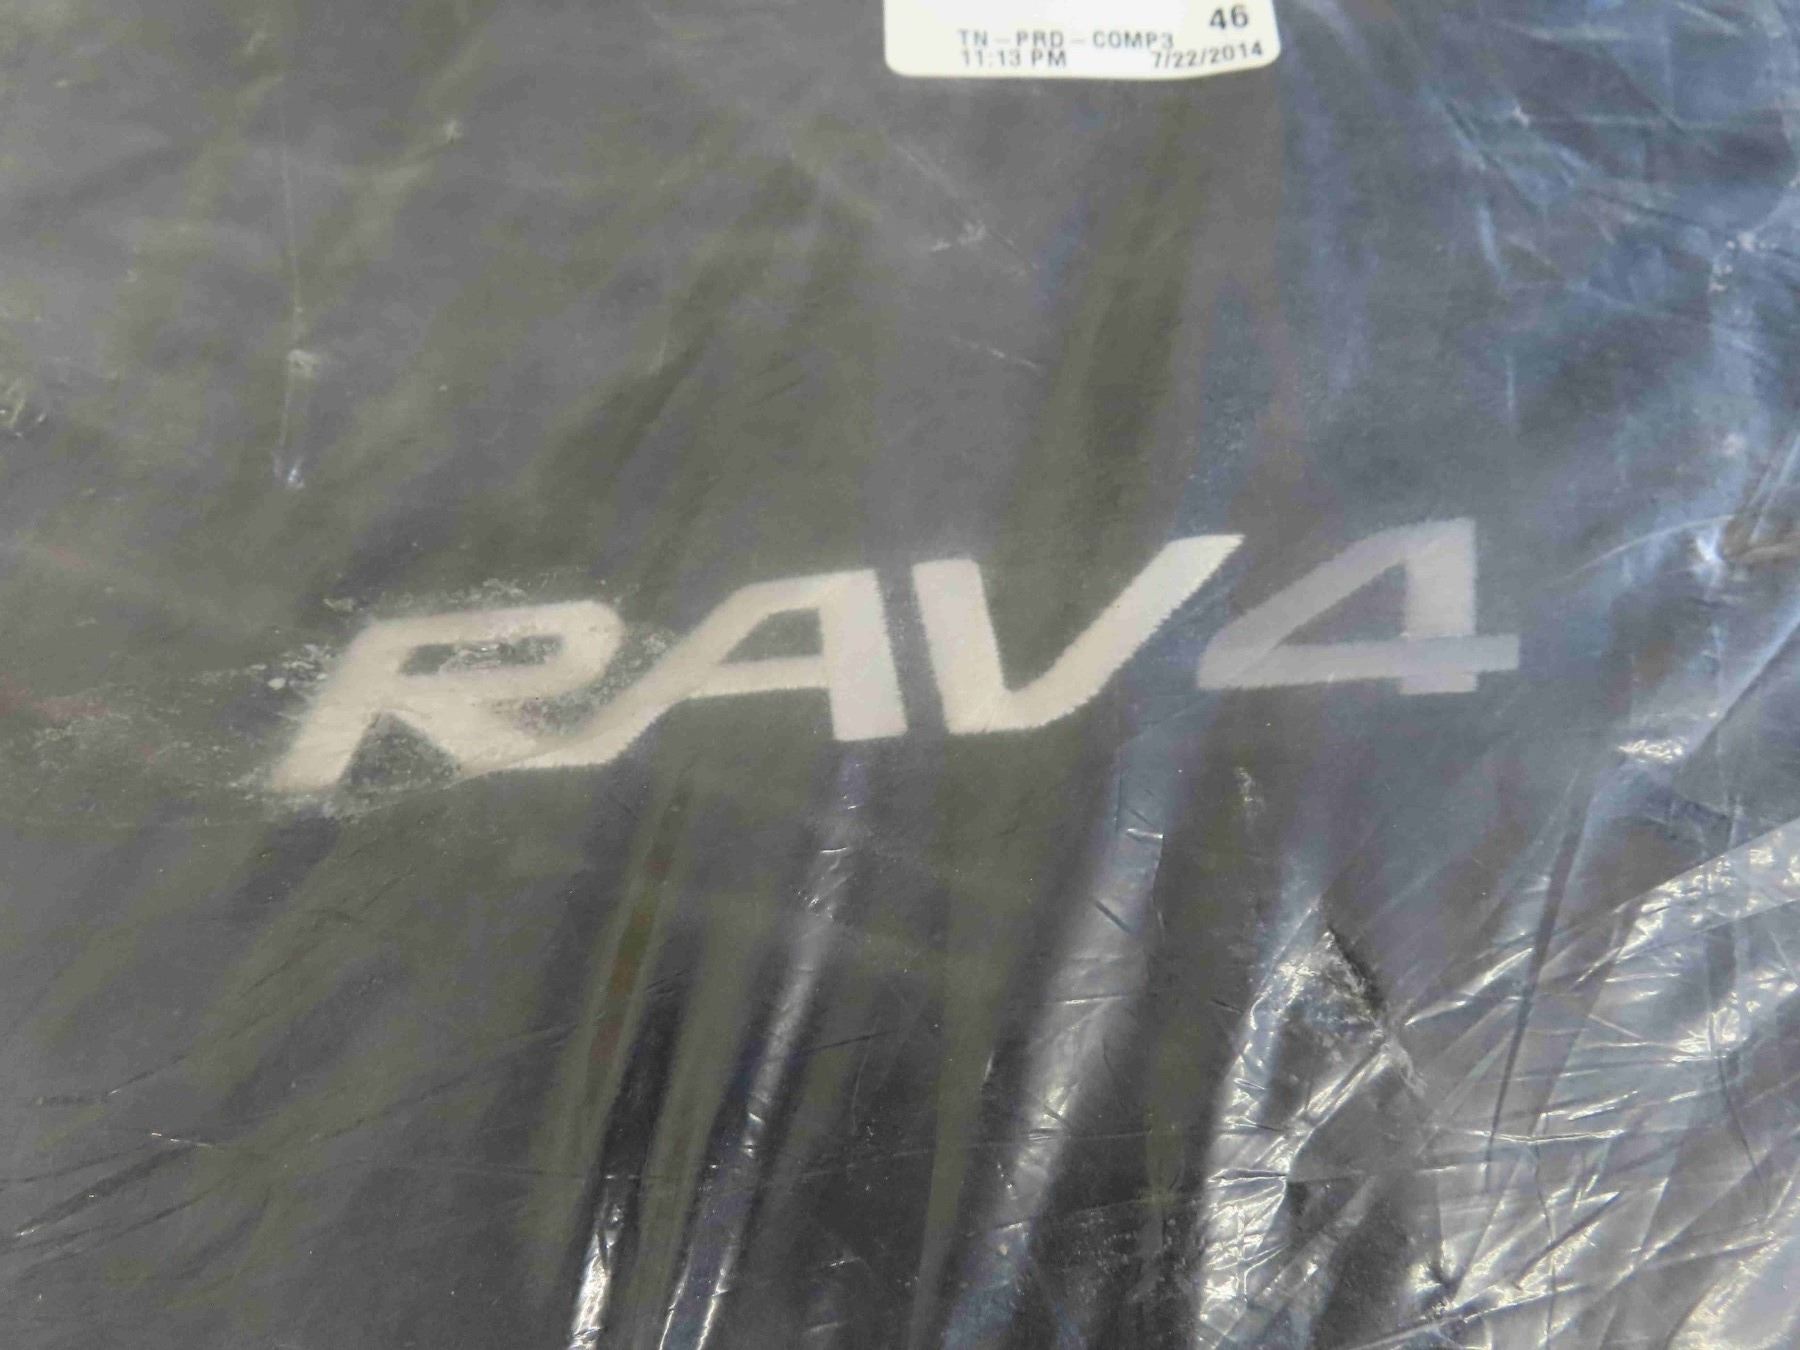 46
TN-PRD-COMP3
11:13 PM 7/22/2014
RAV4